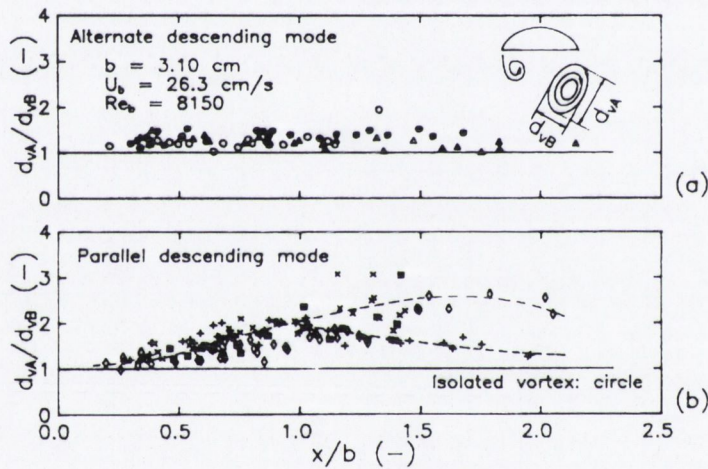 4
3
2
1
0
d_vA/d_vB (–)
Alternate descending mode
b = 3.10 cm
U_b = 26.3 cm/s
Re_b = 8150
d_vB
d_vA
(a)
4
3
2
1
0
d_vA/d_vB (–)
Parallel descending mode
Isolated vortex: circle
(b)
0.0 0.5 1.0 1.5 2.0 2.5
x/b (–)